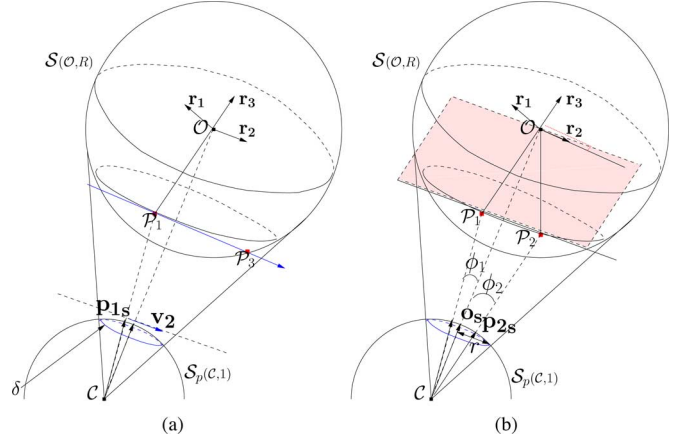 S(O,R)
r₁
r₃
O
r₂
P₁
P₃
p₁ₛ
v₂
δ
C
Sₚ(C,1)
(a)
S(O,R)
r₁
r₃
O
r₂
P₁
P₂
ϕ₁
ϕ₂
oₛ
p₂ₛ
r
C
Sₚ(C,1)
(b)